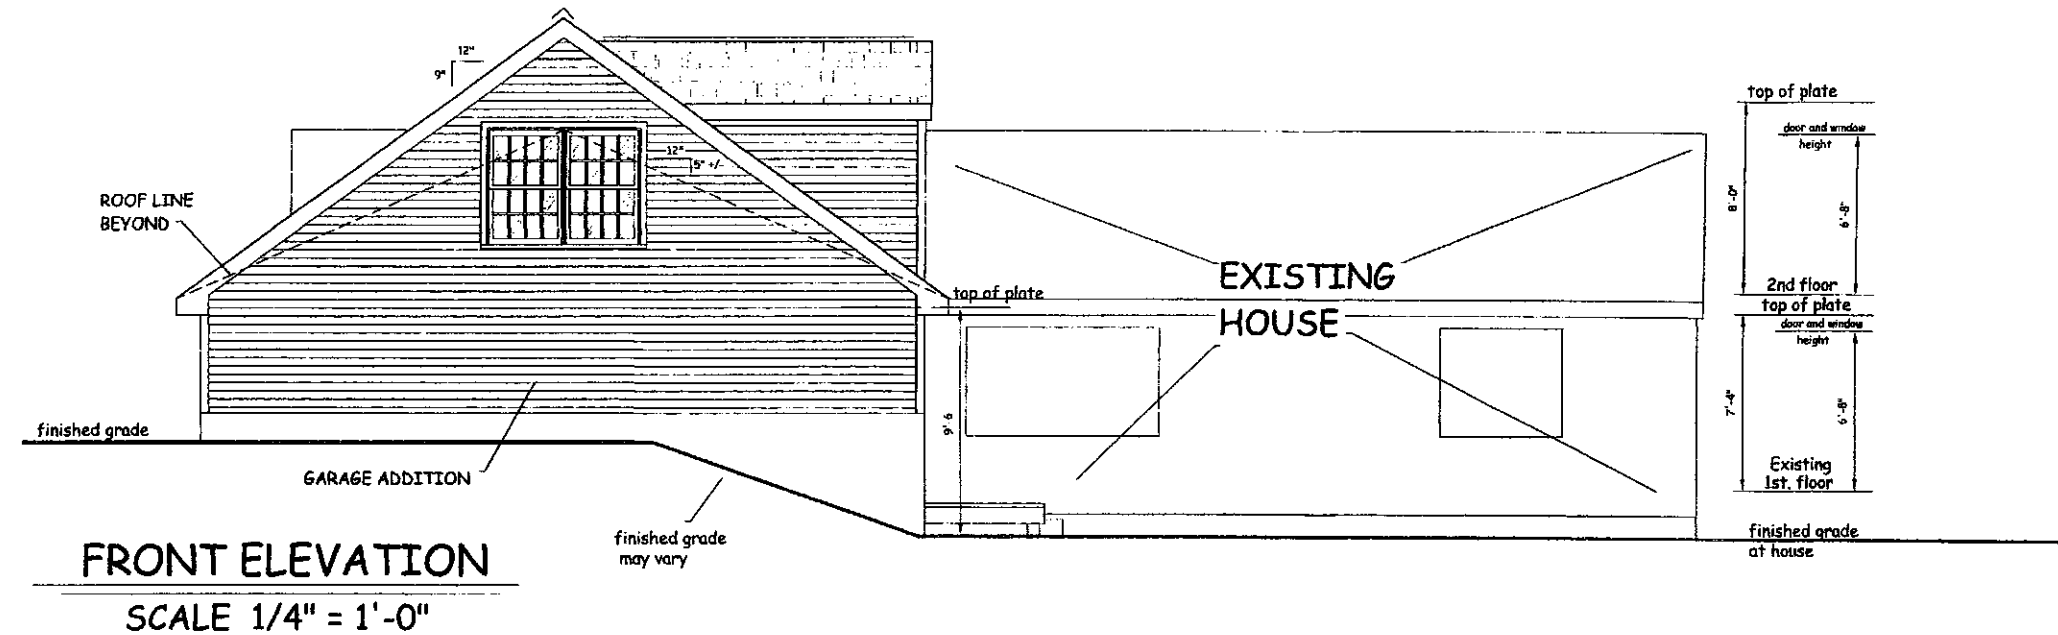 12"
9"
top of plate
door and window
height
12"
5" +/-
ROOF LINE
BEYOND
8'-0"
6'-8"
EXISTING
HOUSE
2nd floor
top of plate
top of plate
door and window
height
7'-4"
6'-8"
9'-6
finished grade
GARAGE ADDITION
Existing
1st. floor
finished grade
may vary
finished grade
at house
FRONT ELEVATION
SCALE 1/4" = 1'-0"